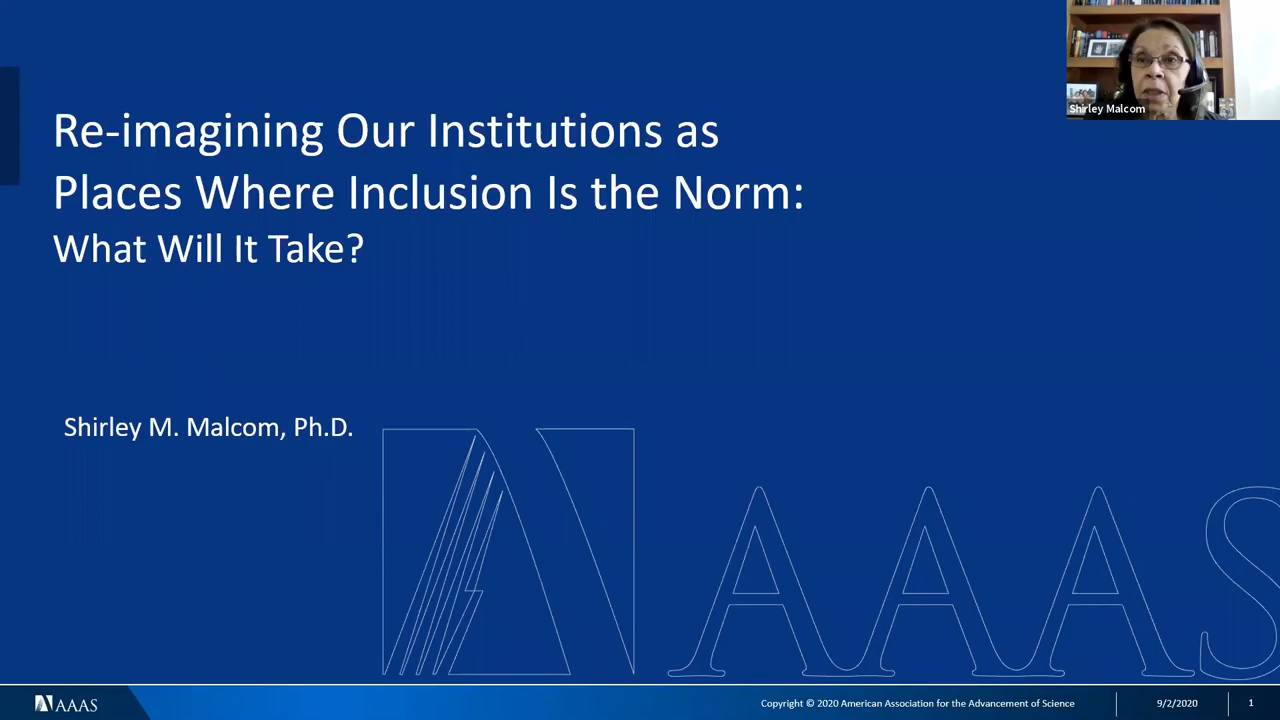 Shirley Malcom
Re-imagining Our Institutions as
Places Where Inclusion Is the Norm:
What Will It Take?
Shirley M. Malcom, Ph.D.
AAAS
AAAS
Copyright © 2020 American Association for the Advancement of Science
9/2/2020
1